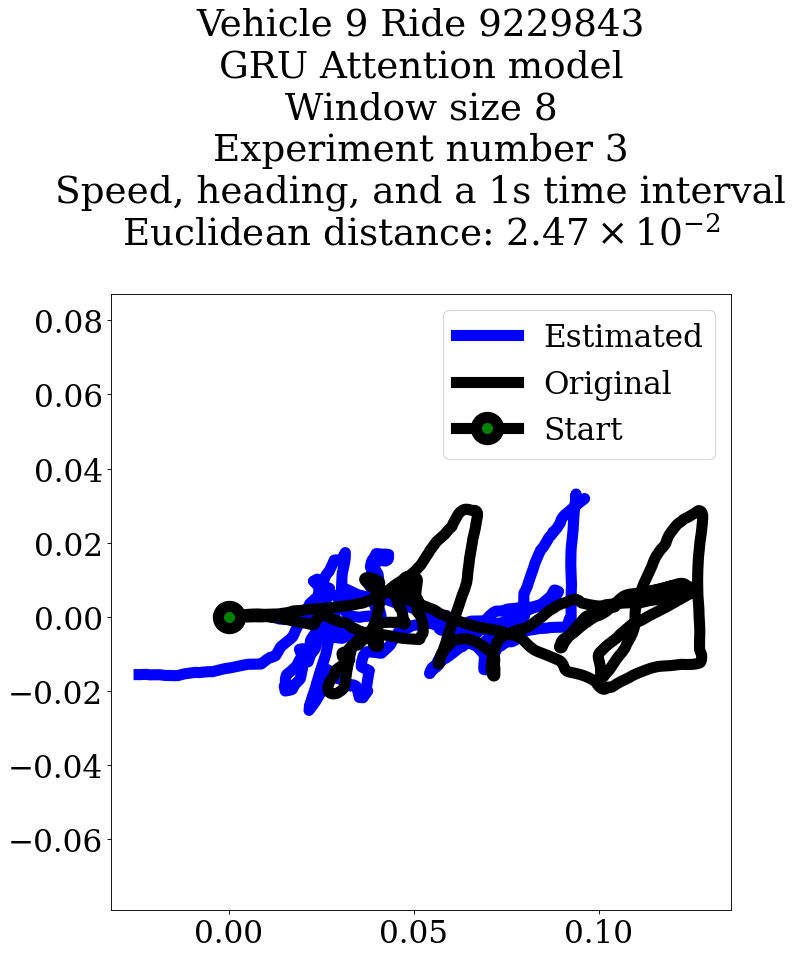 Vehicle 9 Ride 9229843
GRU Attention model
Window size 8
Experiment number 3
Speed, heading, and a 1s time interval
Euclidean distance: 2.47 × 10⁻²
Estimated
Original
Start
0.08
0.06
0.04
0.02
0.00
−0.02
−0.04
−0.06
0.00 0.05 0.10